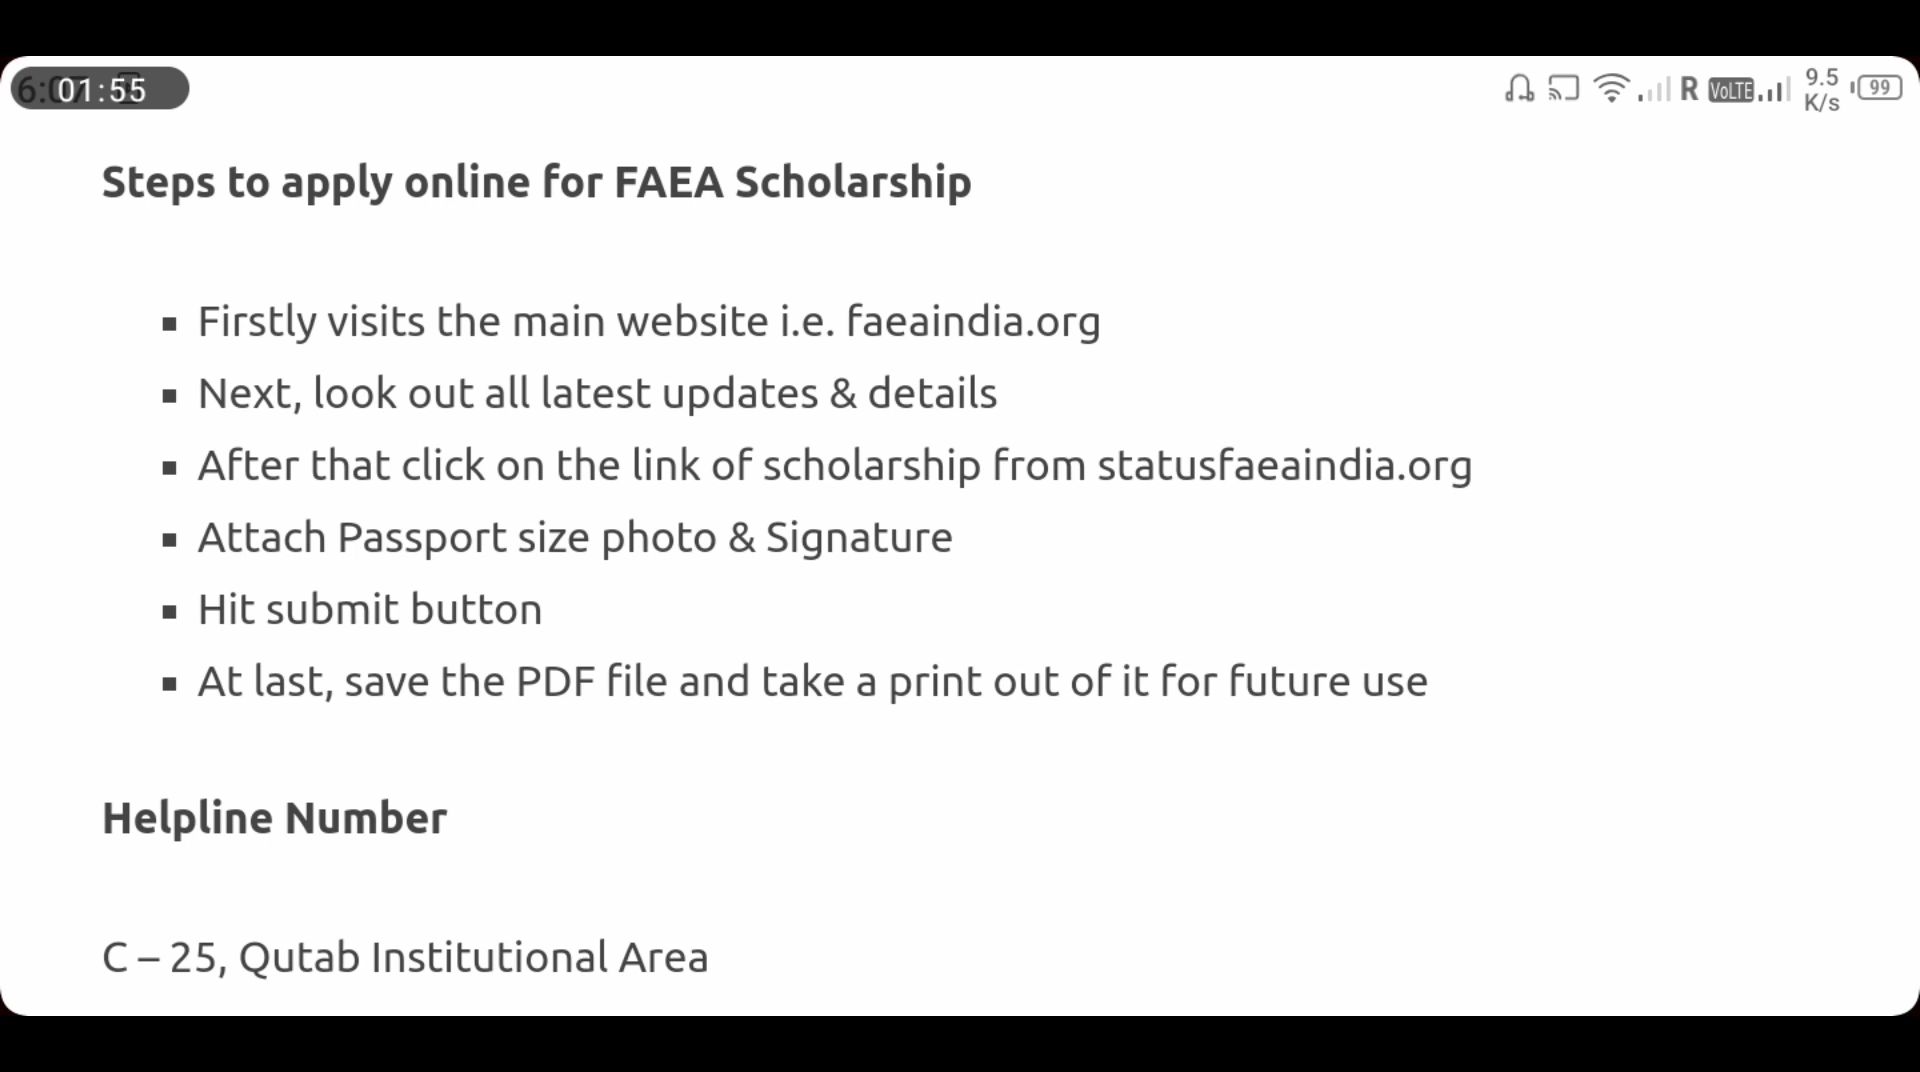 01:55
R VoLTE 9.5 K/s 99
Steps to apply online for FAEA Scholarship
Firstly visits the main website i.e. faeaindia.org
Next, look out all latest updates & details
After that click on the link of scholarship from statusfaeaindia.org
Attach Passport size photo & Signature
Hit submit button
At last, save the PDF file and take a print out of it for future use
Helpline Number
C – 25, Qutab Institutional Area